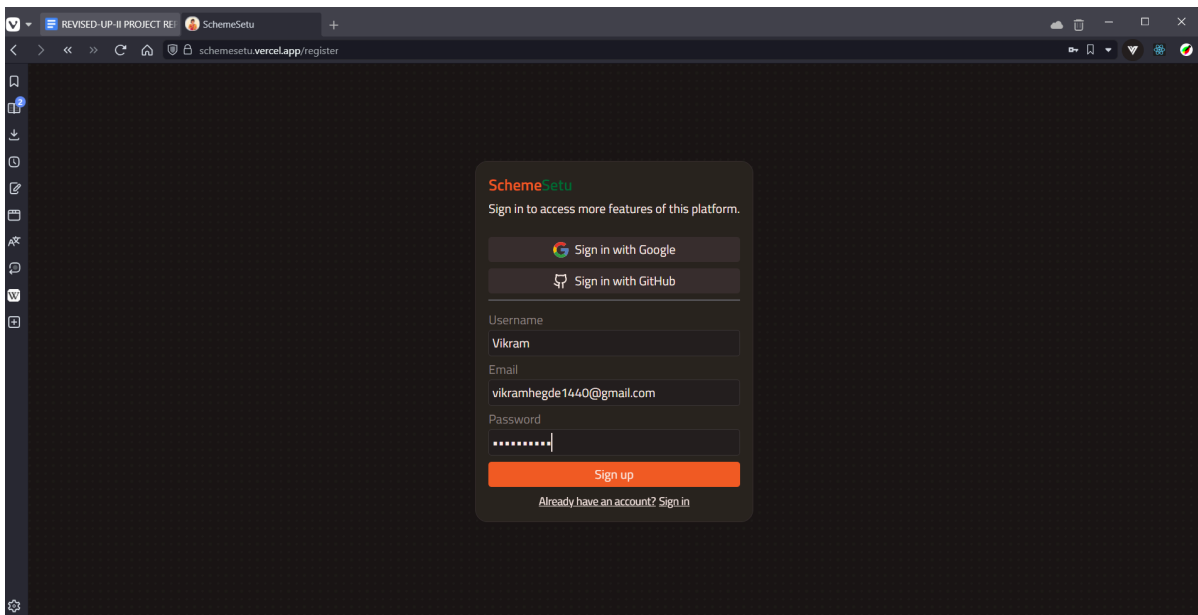 REVISED-UP-II PROJECT REI
SchemeSetu
schemesetu.vercel.app/register
2
SchemeSetu
Sign in to access more features of this platform.
Sign in with Google
Sign in with GitHub
Username
Vikram
Email
vikramhegde1440@gmail.com
Password
Sign up
Already have an account? Sign in